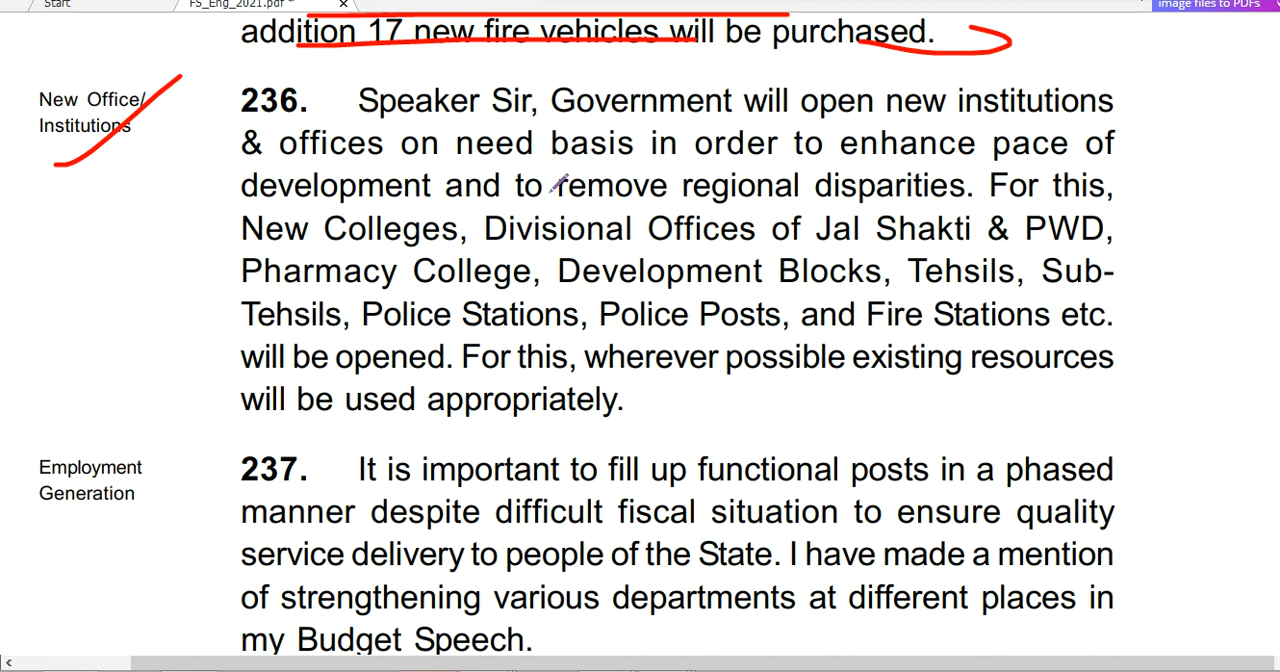 Start
FS_Eng_2021.pdf *
image files to PDFs
addition 17 new fire vehicles will be purchased.
New Office/
Institutions
236. Speaker Sir, Government will open new institutions
& offices on need basis in order to enhance pace of
development and to remove regional disparities. For this,
New Colleges, Divisional Offices of Jal Shakti & PWD,
Pharmacy College, Development Blocks, Tehsils, Sub-
Tehsils, Police Stations, Police Posts, and Fire Stations etc.
will be opened. For this, wherever possible existing resources
will be used appropriately.
Employment
Generation
237. It is important to fill up functional posts in a phased
manner despite difficult fiscal situation to ensure quality
service delivery to people of the State. I have made a mention
of strengthening various departments at different places in
my Budget Speech.